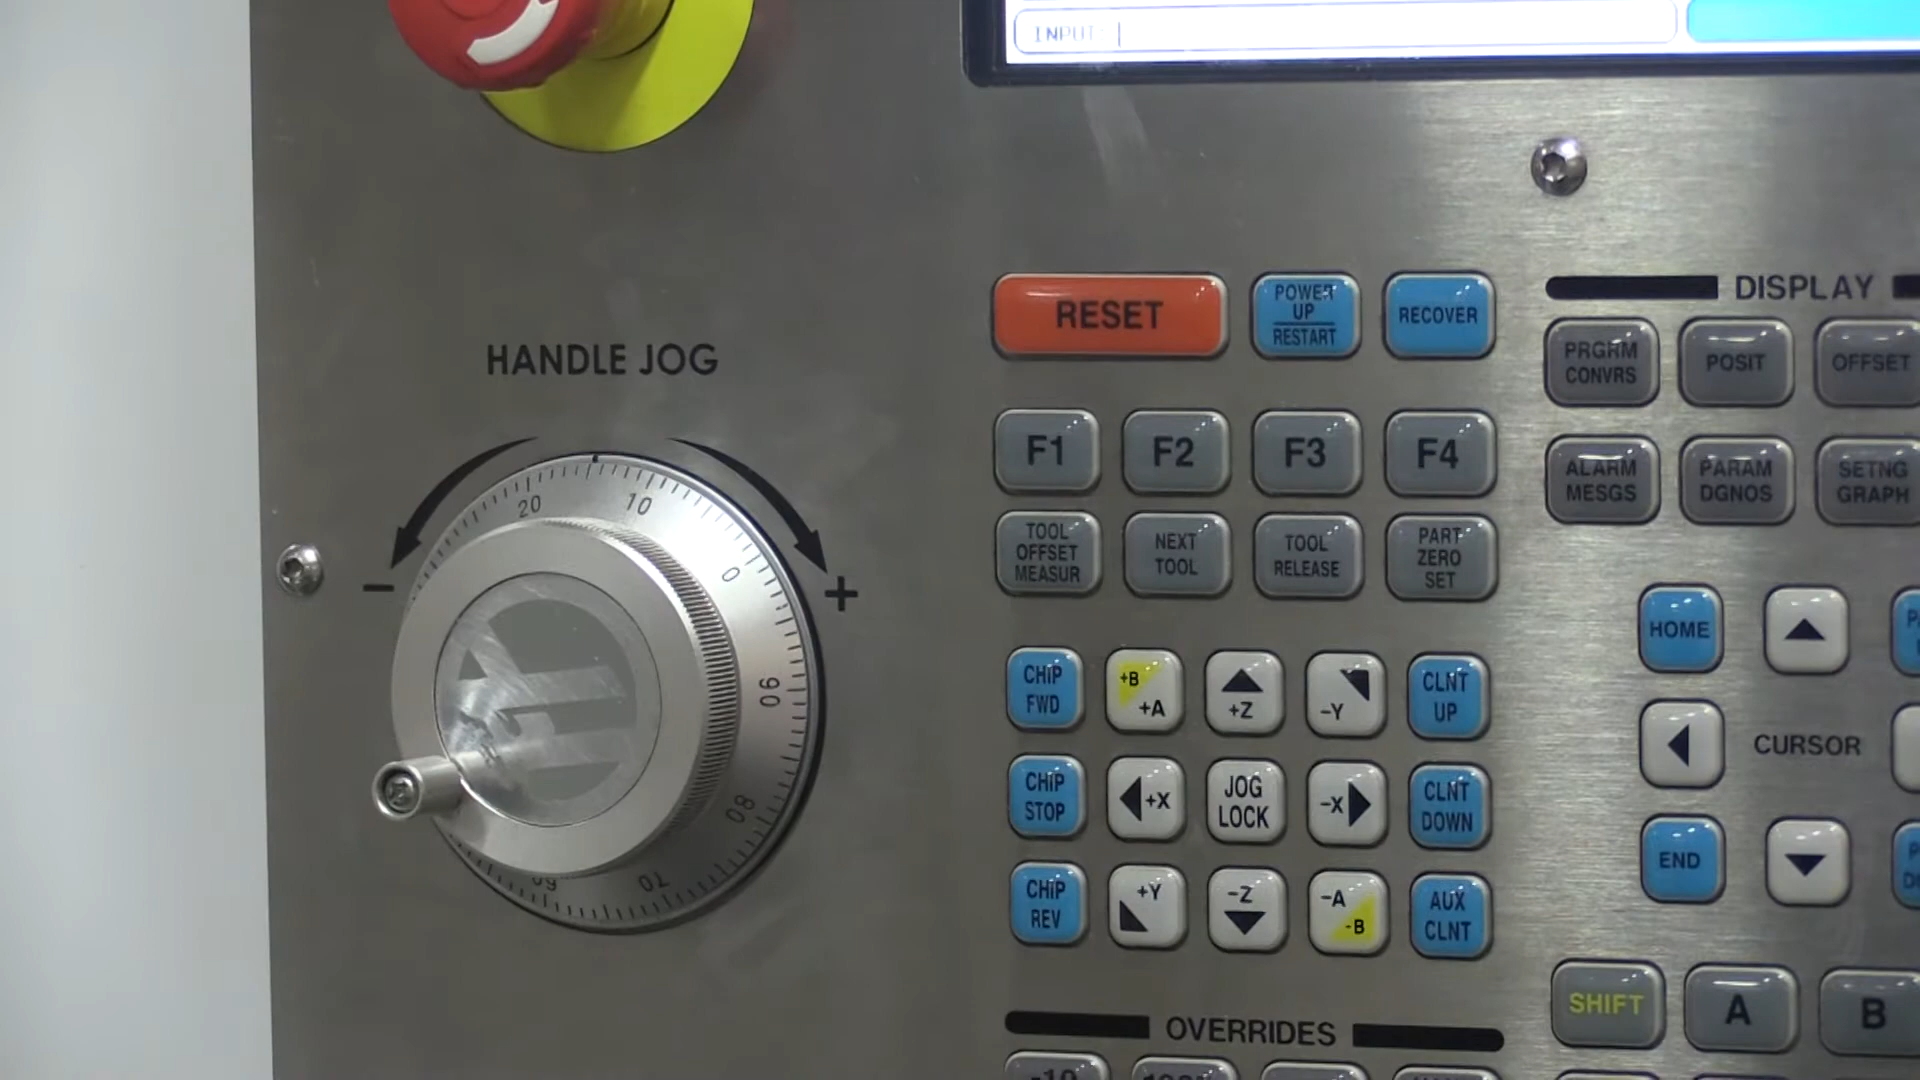 INPUT:
HANDLE JOG
−
+
20
10
0
90
80
70
60
RESET
POWER
UP
RESTART
RECOVER
F1
F2
F3
F4
TOOL
OFFSET
MEASUR
NEXT
TOOL
TOOL
RELEASE
PART
ZERO
SET
CHIP
FWD
+B
+A
+Z
-Y
CLNT
UP
CHIP
STOP
+X
JOG
LOCK
-X
CLNT
DOWN
CHIP
REV
+Y
-Z
-A
-B
AUX
CLNT
OVERRIDES
-10
DISPLAY
PRGRM
CONVRS
POSIT
OFFSET
ALARM
MESGS
PARAM
DGNOS
SETNG
GRAPH
HOME
CURSOR
END
SHIFT
A
B